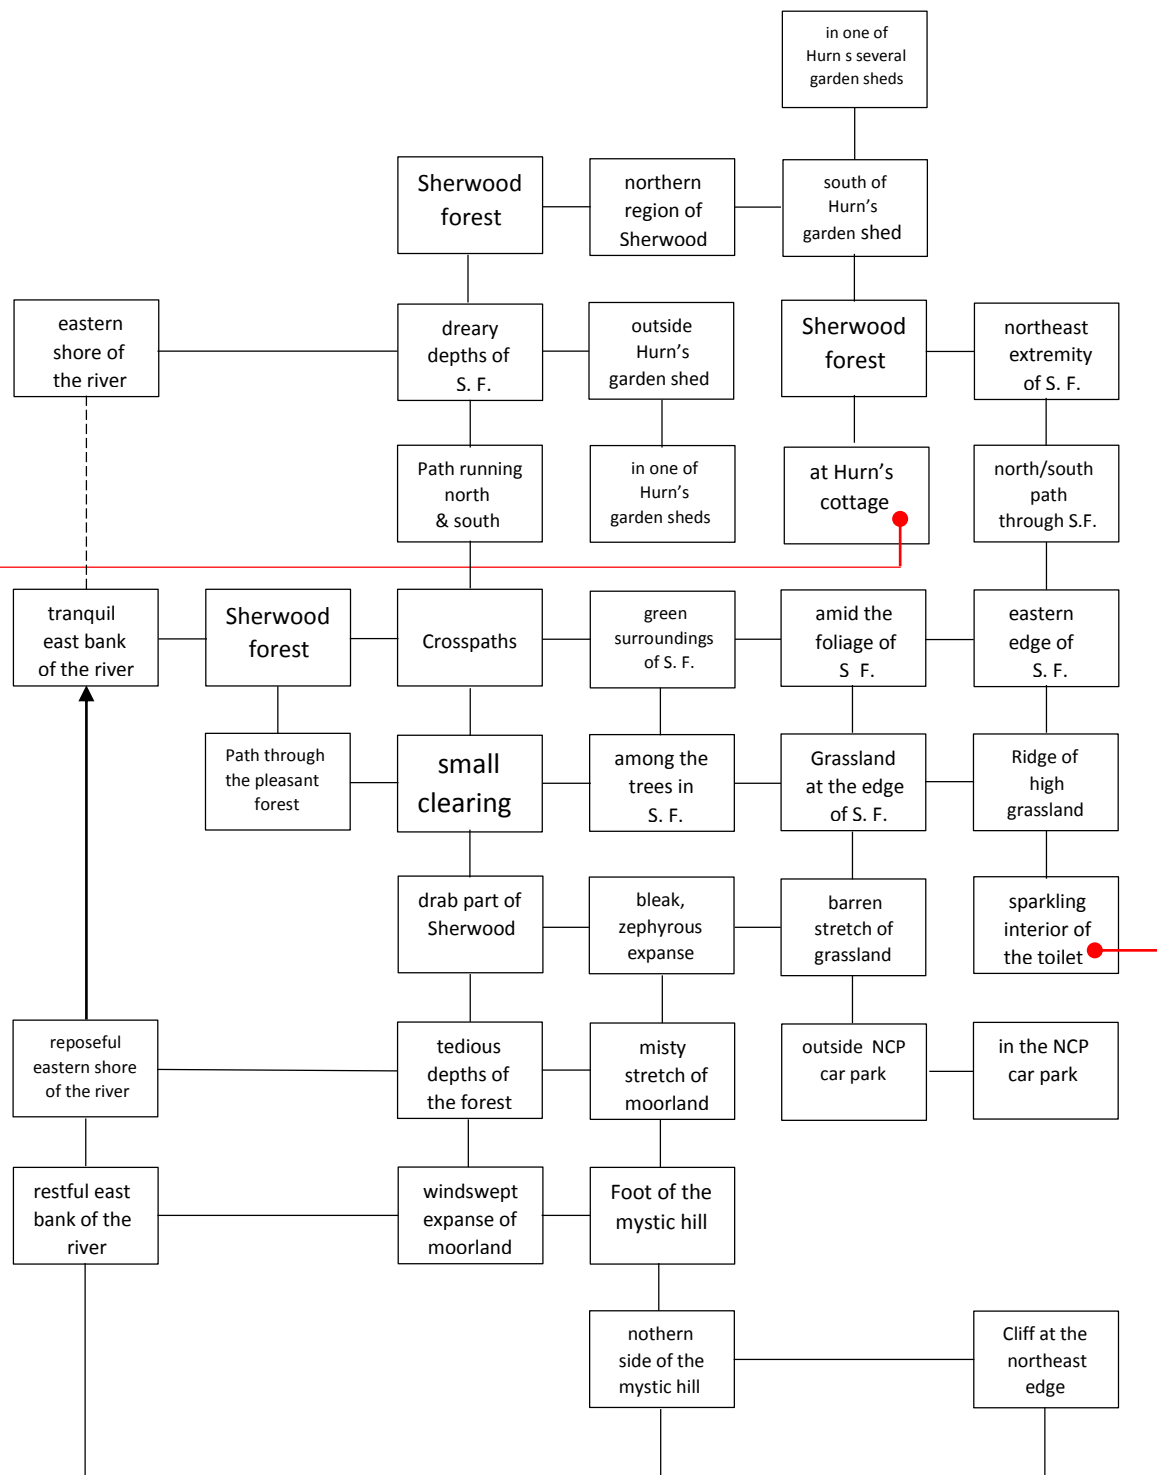 in one of
Hurn s several
garden sheds
Sherwood
forest
northern
region of
Sherwood
south of
Hurn's
garden shed
eastern
shore of
the river
dreary
depths of
S. F.
outside
Hurn's
garden shed
Sherwood
forest
northeast
extremity
of S. F.
Path running
north
& south
in one of
Hurn's
garden sheds
at Hurn's
cottage
north/south
path
through S.F.
tranquil
east bank
of the river
Sherwood
forest
Crosspaths
green
surroundings
of S. F.
amid the
foliage of
S F.
eastern
edge of
S. F.
Path through
the pleasant
forest
small
clearing
among the
trees in
S. F.
Grassland
at the edge
of S. F.
Ridge of
high
grassland
drab part of
Sherwood
bleak,
zephyrous
expanse
barren
stretch of
grassland
sparkling
interior of
the toilet
reposeful
eastern shore
of the river
tedious
depths of
the forest
misty
stretch of
moorland
outside NCP
car park
in the NCP
car park
restful east
bank of the
river
windswept
expanse of
moorland
Foot of the
mystic hill
nothern
side of the
mystic hill
Cliff at the
northeast
edge